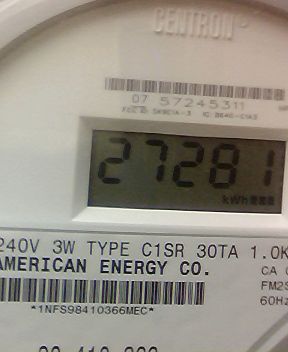 CENTRON
07 57245311
27281
kWh
240V 3W TYPE C1SR 30TA 1.0K
AMERICAN ENERGY CO.
CA
FM2S
60Hz
*1NFS98410366MEC*